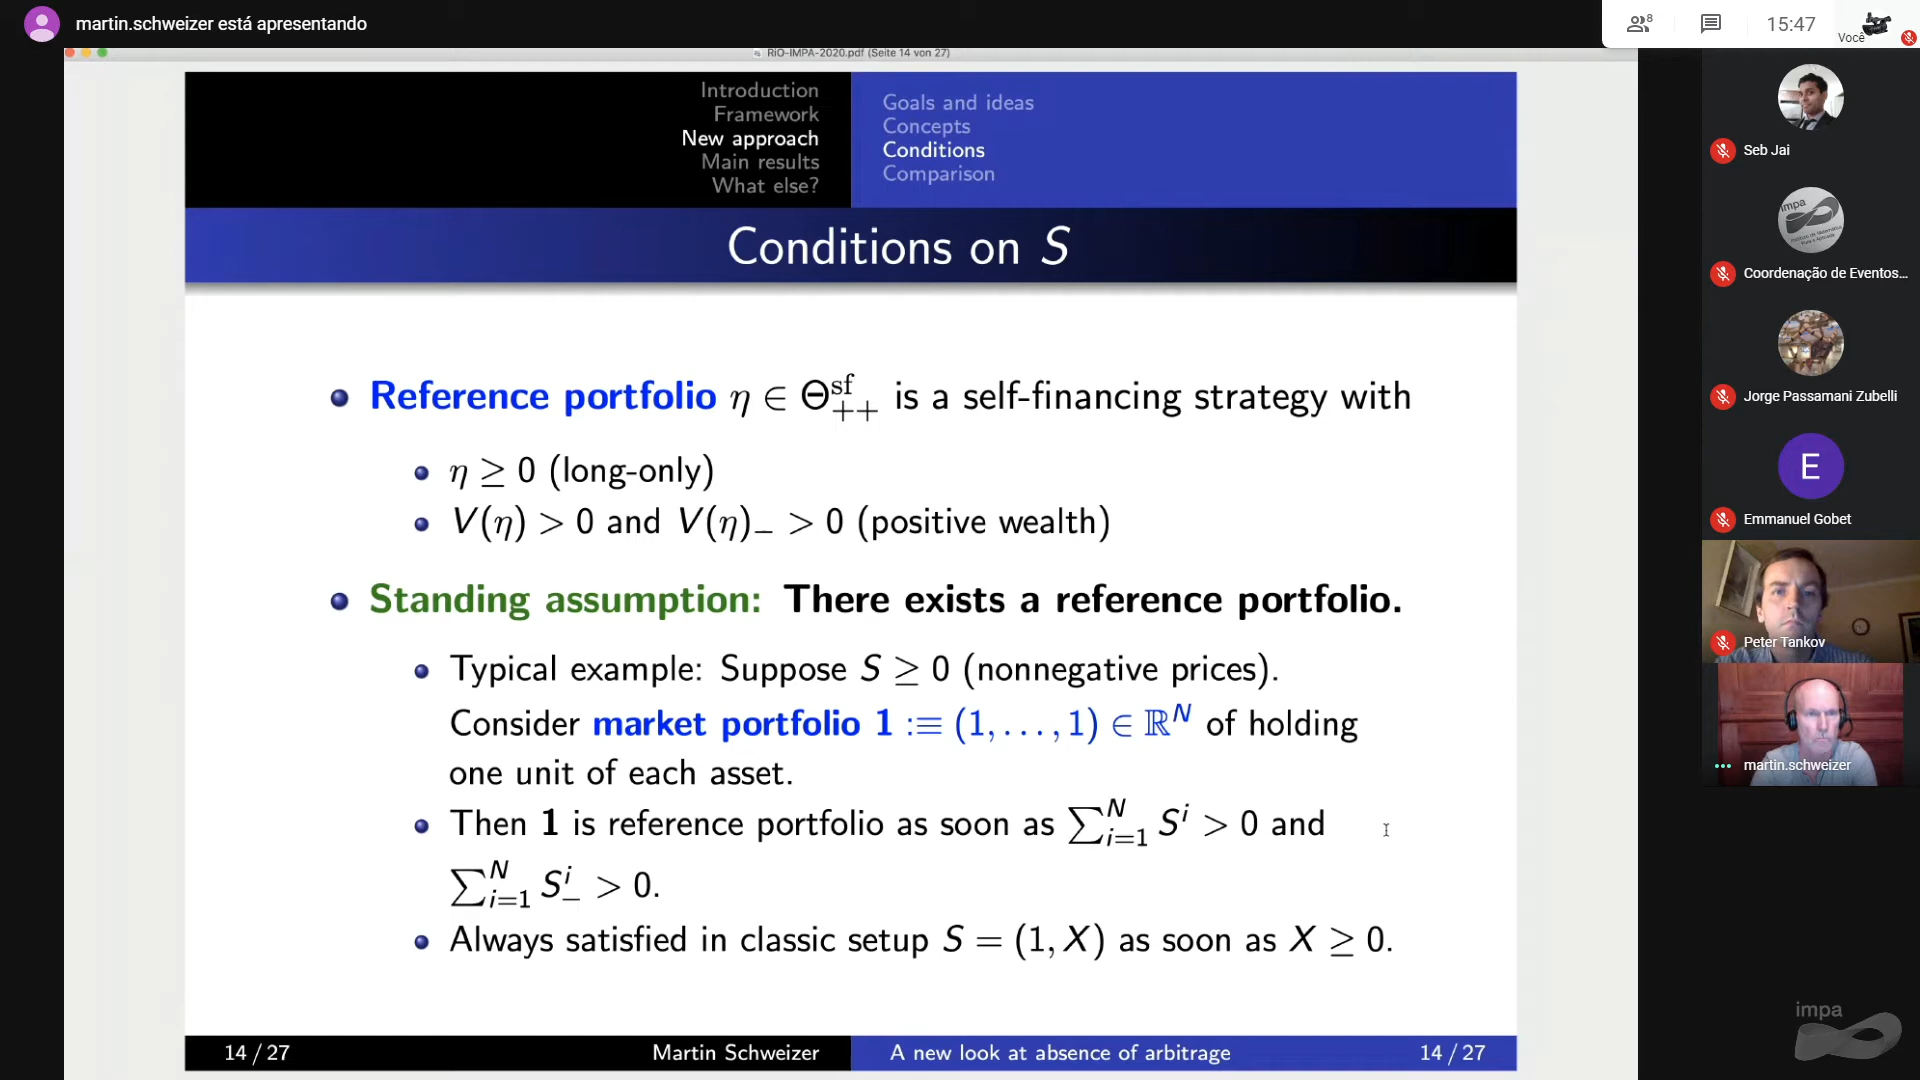 martin.schweizer está apresentando
8
15:47
Você
RiO-IMPA-2020.pdf (Seite 14 von 27)
Introduction
Framework
New approach
Main results
What else?
Goals and ideas
Concepts
Conditions
Comparison
Conditions on S
Reference portfolio η ∈ Θ^{sf}_{++} is a self-financing strategy with
η ≥ 0 (long-only)
V(η) > 0 and V(η)_− > 0 (positive wealth)
Standing assumption: There exists a reference portfolio.
Typical example: Suppose S ≥ 0 (nonnegative prices).
Consider market portfolio 1 :≡ (1, . . . , 1) ∈ ℝ^N of holding
one unit of each asset.
Then 1 is reference portfolio as soon as ∑_{i=1}^N S^i > 0 and
∑_{i=1}^N S^i_− > 0.
Always satisfied in classic setup S = (1, X) as soon as X ≥ 0.
14 / 27
Martin Schweizer
A new look at absence of arbitrage
14 / 27
Seb Jai
impa
Coordenação de Eventos...
Jorge Passamani Zubelli
E
Emmanuel Gobet
Peter Tankov
martin.schweizer
impa